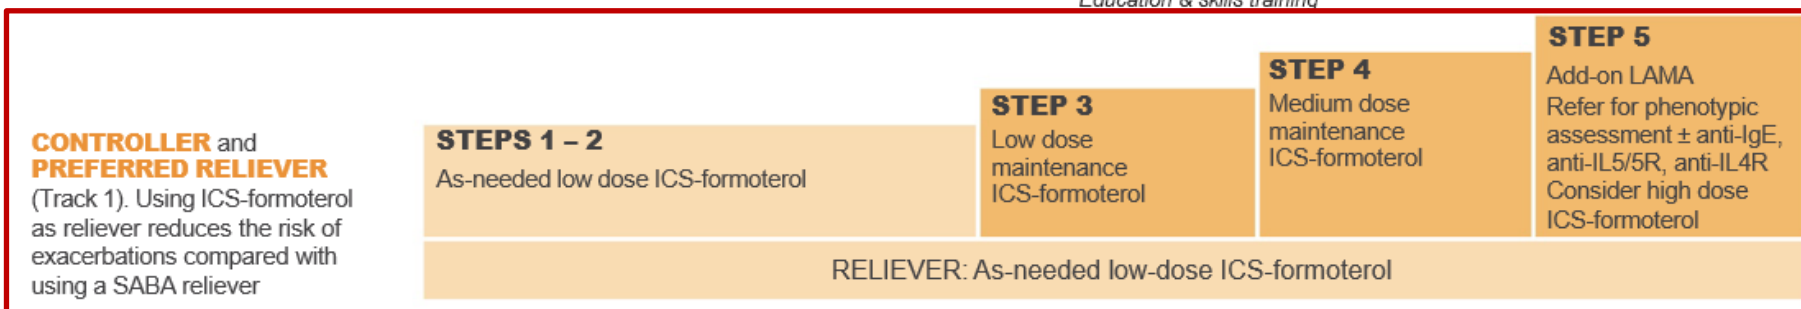 Education & skills training
CONTROLLER and
PREFERRED RELIEVER
(Track 1). Using ICS-formoterol
as reliever reduces the risk of
exacerbations compared with
using a SABA reliever
STEPS 1 – 2
As-needed low dose ICS-formoterol
STEP 3
Low dose
maintenance
ICS-formoterol
STEP 4
Medium dose
maintenance
ICS-formoterol
STEP 5
Add-on LAMA
Refer for phenotypic
assessment ± anti-IgE,
anti-IL5/5R, anti-IL4R
Consider high dose
ICS-formoterol
RELIEVER: As-needed low-dose ICS-formoterol